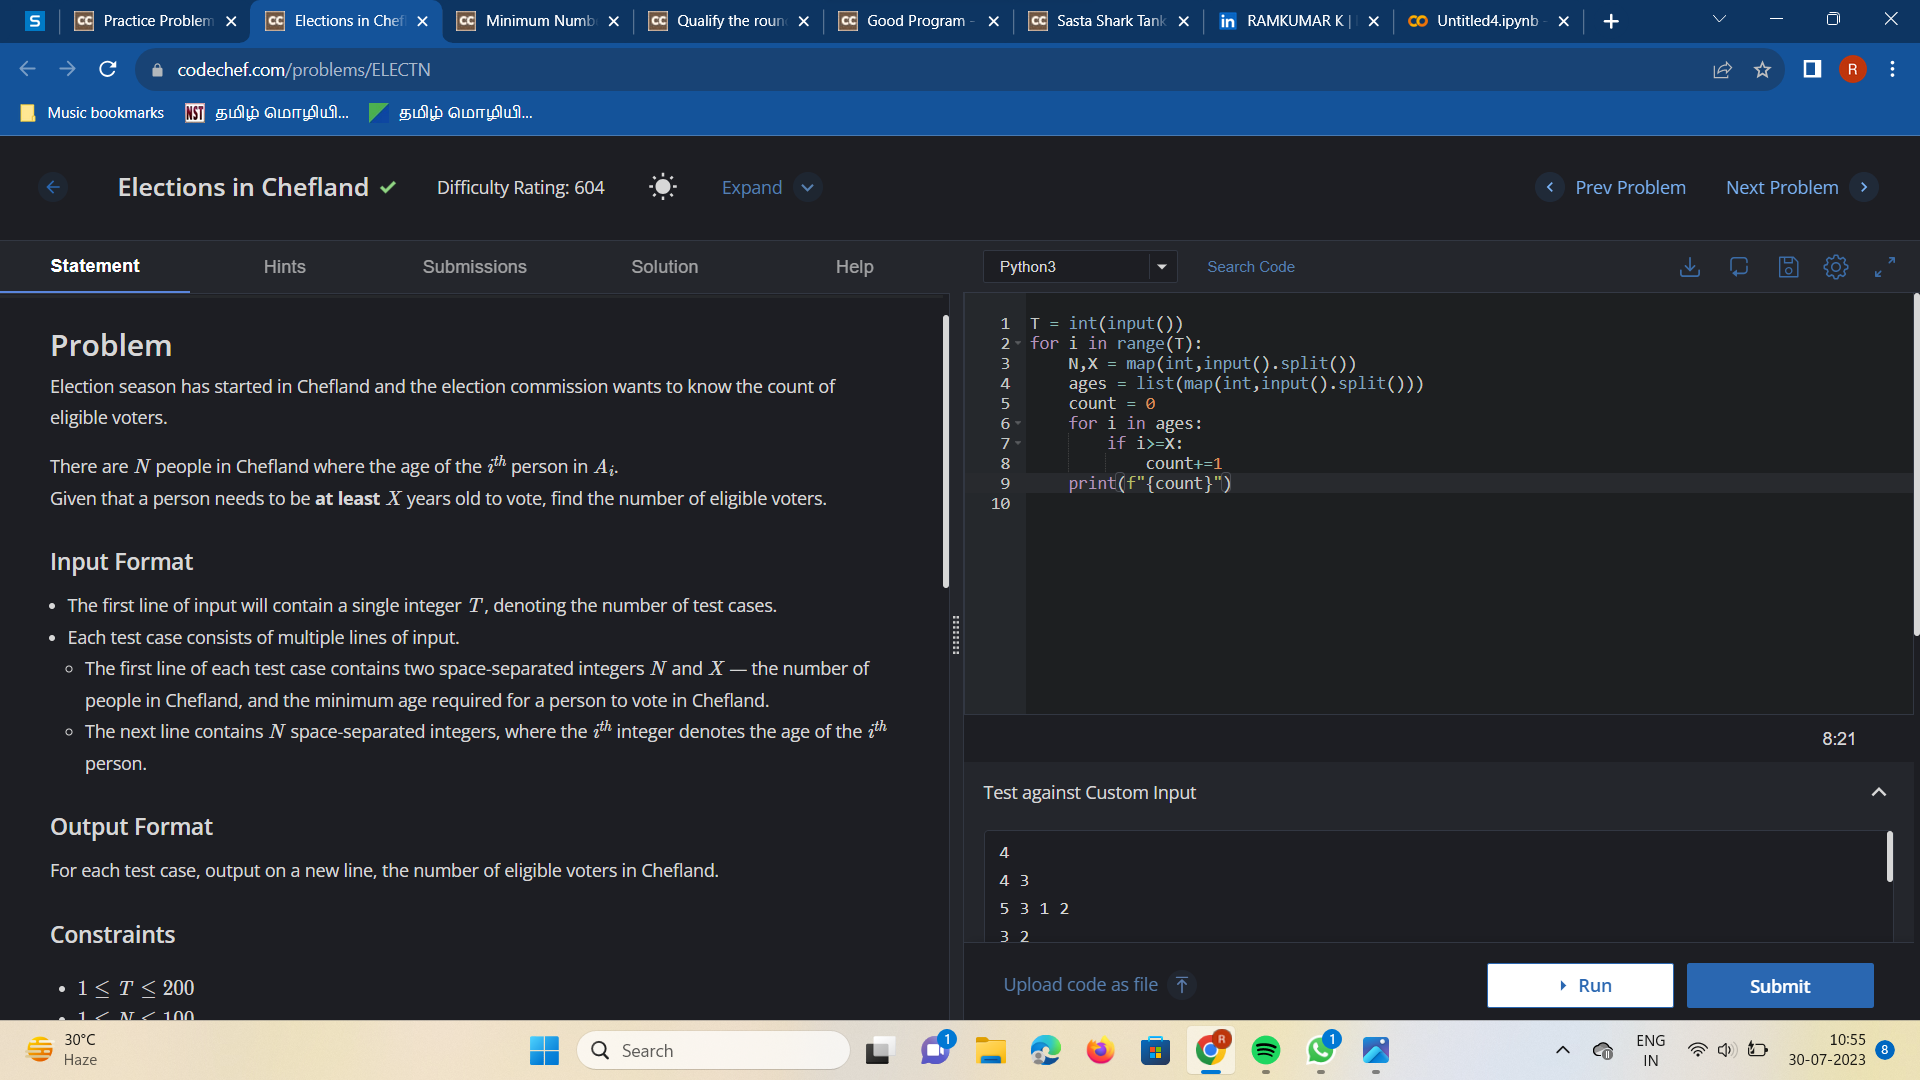 S
CC Practice Problem
CC Elections in Chef
CC Minimum Numb
CC Qualify the roun
CC Good Program -
CC Sasta Shark Tank
in RAMKUMAR K |
CO Untitled4.ipynb -
codechef.com/problems/ELECTN
R
Music bookmarks
NST தமிழ் மொழியி...
தமிழ் மொழியி...
Elections in Chefland
Difficulty Rating: 604
Expand
Prev Problem
Next Problem
Statement
Hints
Submissions
Solution
Help
Problem
Election season has started in Chefland and the election commission wants to know the count of
eligible voters.
There are N people in Chefland where the age of the i^th person in A_i.
Given that a person needs to be at least X years old to vote, find the number of eligible voters.
Input Format
• The first line of input will contain a single integer T, denoting the number of test cases.
• Each test case consists of multiple lines of input.
◦ The first line of each test case contains two space-separated integers N and X — the number of
people in Chefland, and the minimum age required for a person to vote in Chefland.
◦ The next line contains N space-separated integers, where the i^th integer denotes the age of the i^th
person.
Output Format
For each test case, output on a new line, the number of eligible voters in Chefland.
Constraints
• 1 ≤ T ≤ 200
• 1 ≤ N ≤ 100
Python3
Search Code
1 T = int(input())
2 for i in range(T):
3     N,X = map(int,input().split())
4     ages = list(map(int,input().split()))
5     count = 0
6     for i in ages:
7         if i>=X:
8             count+=1
9     print(f"{count}")
10
8:21
Test against Custom Input
4
4 3
5 3 1 2
3 2
Upload code as file
Run
Submit
30°C
Haze
Search
1
R
1
ENG
IN
10:55
30-07-2023
8